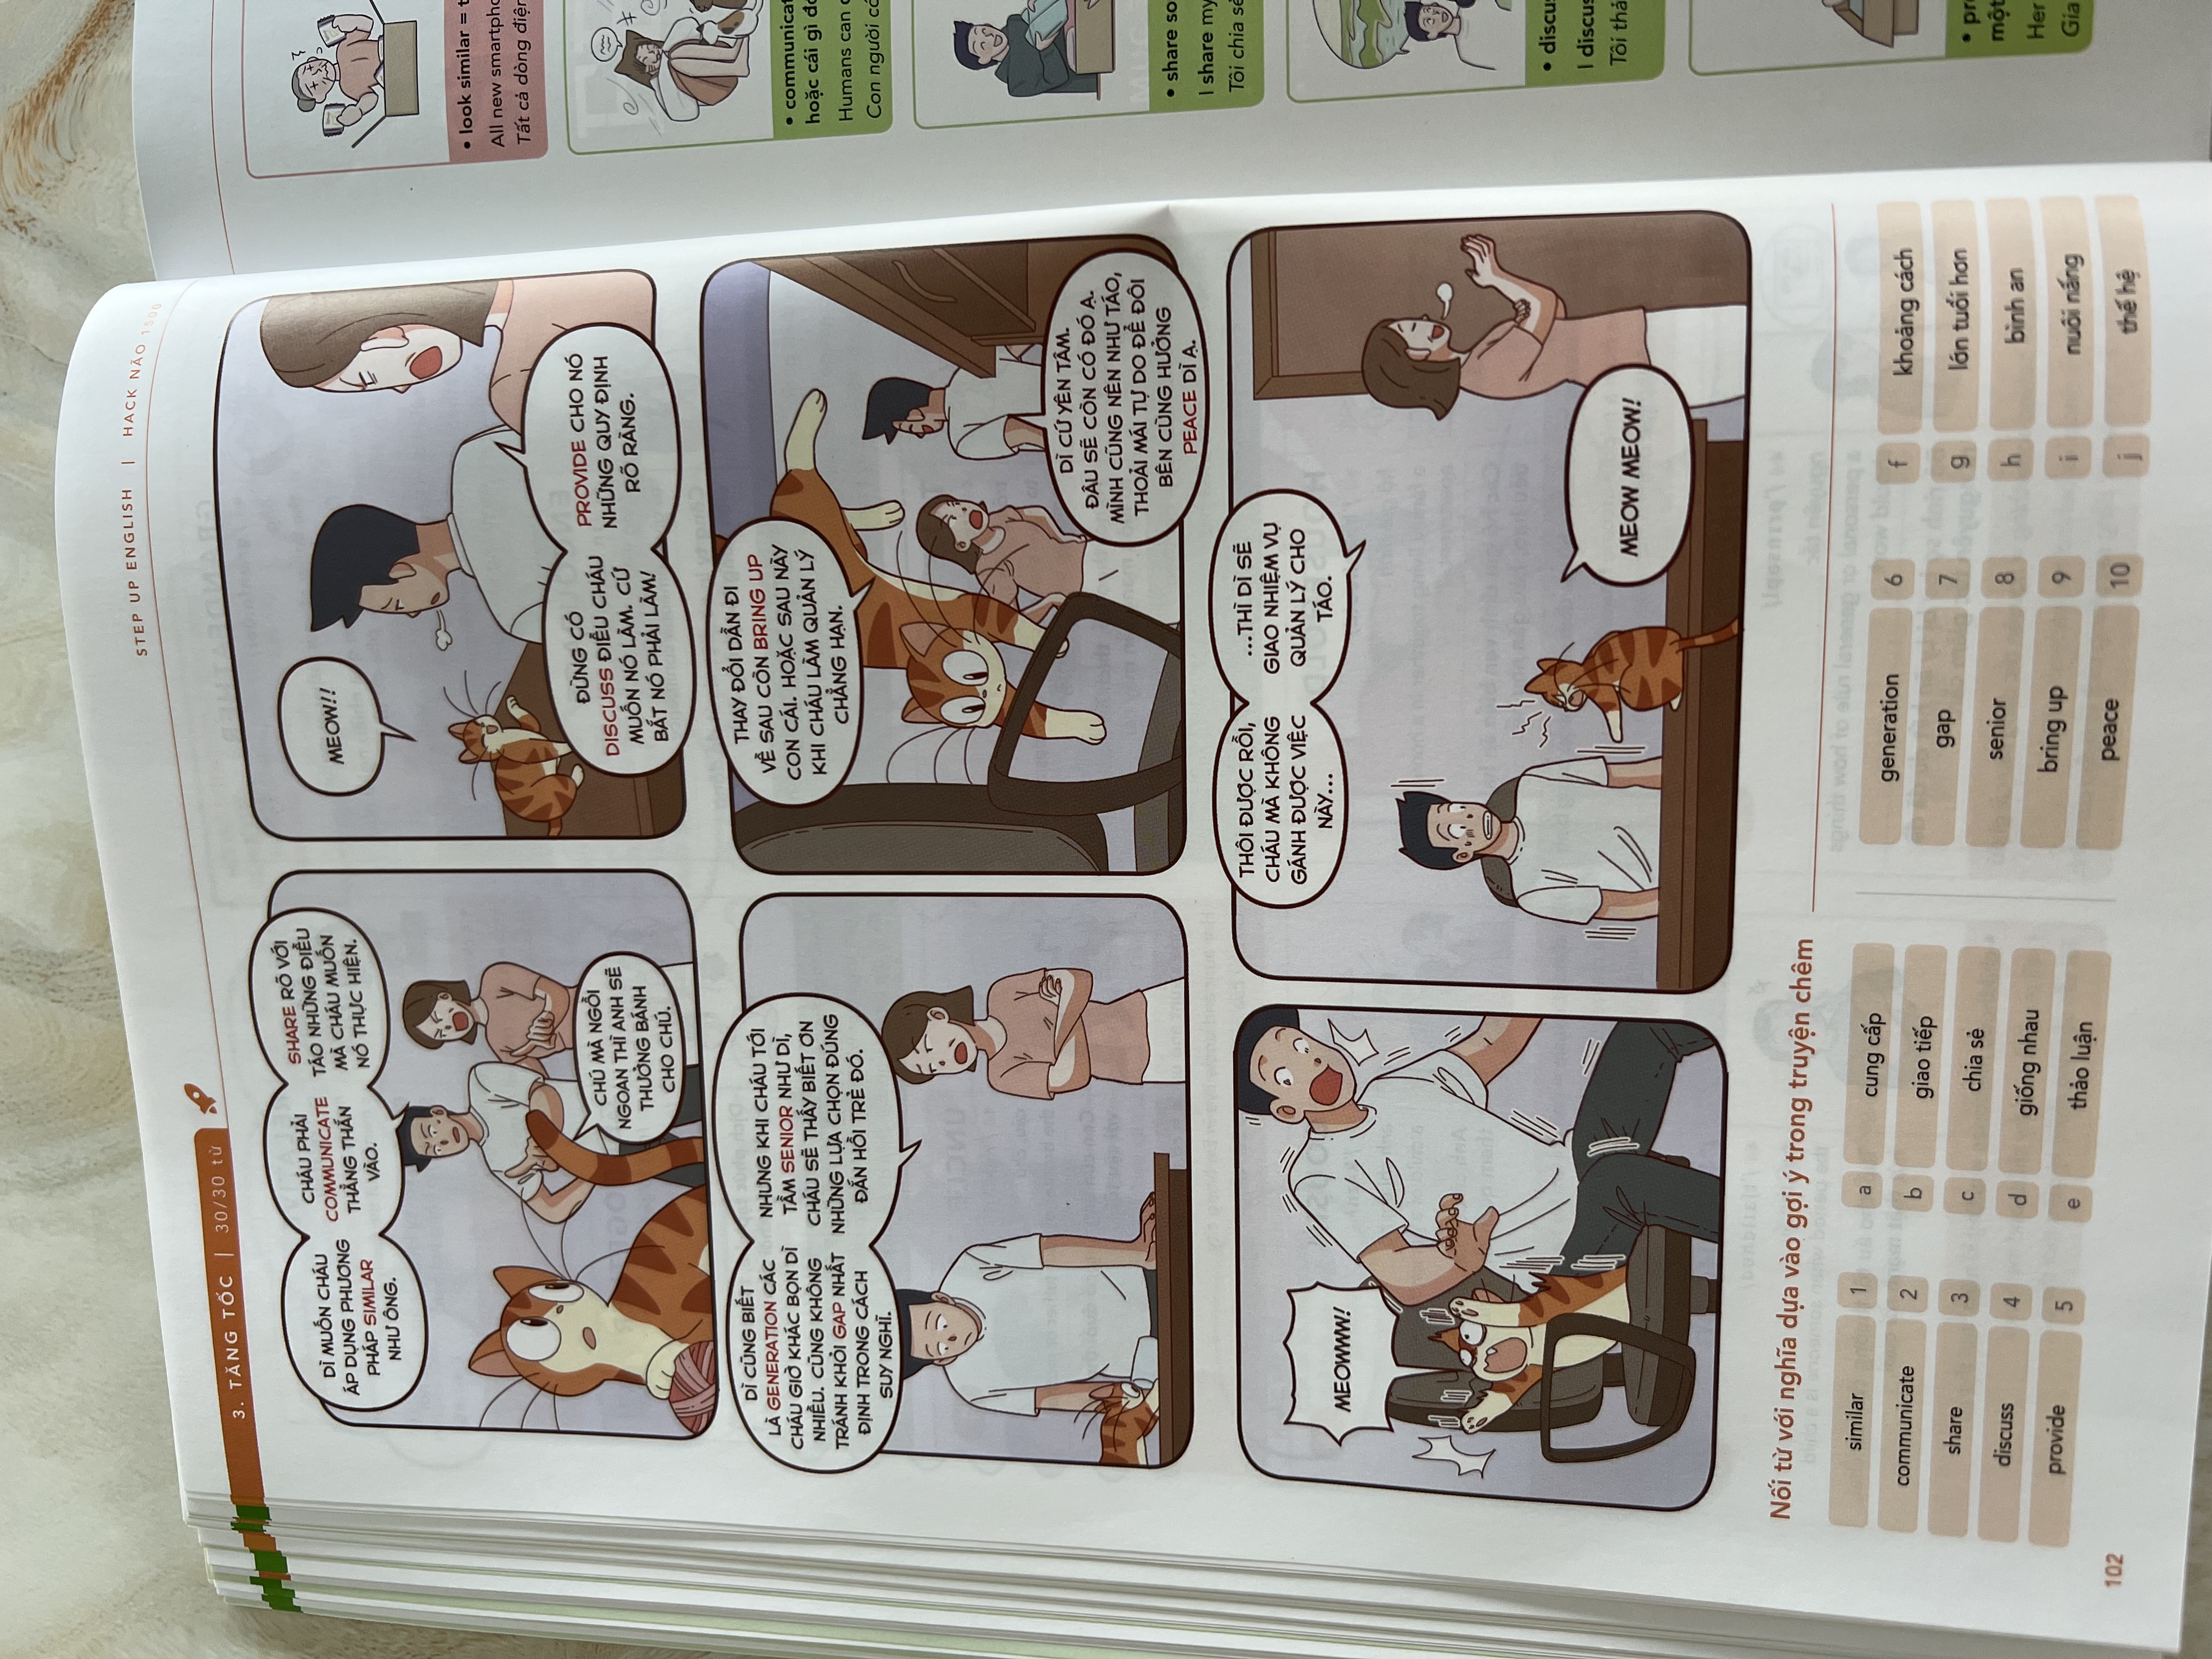 STEP UP ENGLISH | HACK NÃO 1500
3. TĂNG TỐC | 30/30 từ
DÌ MUỐN CHÁU
ÁP DỤNG PHƯƠNG
PHÁP SIMILAR
NHƯ ÔNG.
CHÁU PHẢI
COMMUNICATE
THẲNG THẮN
VÀO.
SHARE RÕ VỚI
TÁO NHỮNG ĐIỀU
MÀ CHÁU MUỐN
NÓ THỰC HIỆN.
CHÚ MÀ NGỒI
NGOAN THÌ ANH SẼ
THƯỞNG BÁNH
CHO CHÚ.
MEOW!!
ĐỪNG CÓ
DISCUSS ĐIỀU CHÁU
MUỐN NÓ LÀM. CỨ
BẮT NÓ PHẢI LÀM!
PROVIDE CHO NÓ
NHỮNG QUY ĐỊNH
RÕ RÀNG.
DÌ CŨNG BIẾT
LÀ GENERATION CÁC
CHÁU GIỜ KHÁC BỌN DÌ
NHIỀU. CŨNG KHÔNG
TRÁNH KHỎI GAP NHẤT
ĐỊNH TRONG CÁCH
SUY NGHĨ.
NHƯNG KHI CHÁU TỚI
TẦM SENIOR NHƯ DÌ,
CHÁU SẼ THẤY BIẾT ƠN
NHỮNG LỰA CHỌN ĐÚNG
ĐẮN HỒI TRẺ ĐÓ.
THAY ĐỔI DẦN ĐI
VỀ SAU CÒN BRING UP
CON CÁI. HOẶC SAU NÀY
KHI CHÁU LÀM QUẢN LÝ
CHẲNG HẠN.
DÌ CỨ YÊN TÂM.
ĐÂU SẼ CÒN CÓ ĐÓ Ạ.
MÌNH CŨNG NÊN NHƯ TÁO,
THOẢI MÁI TỰ DO ĐỂ ĐÔI
BÊN CÙNG HƯỞNG
PEACE DÌ Ạ.
MEOWWW!
THÔI ĐƯỢC RỒI,
CHÁU MÀ KHÔNG
GÁNH ĐƯỢC VIỆC
NÀY...
...THÌ DÌ SẼ
GIAO NHIỆM VỤ
QUẢN LÝ CHO
TÁO.
MEOW MEOW!
Nối từ với nghĩa dựa vào gợi ý trong truyện chêm
similar 1 a cung cấp
communicate 2 b giao tiếp
share 3 c chia sẻ
discuss 4 d giống nhau
provide 5 e thảo luận
generation 6 f khoảng cách
gap 7 g lớn tuổi hơn
senior 8 h bình an
bring up 9 i nuôi nấng
peace 10 j thế hệ
102
• look similar =
All new
Tất cả dòng
•
hoặc cái gì
Humans can
Con người
• share
I share my
Tôi chia
•
I
Tôi
•
một
Her
Gia